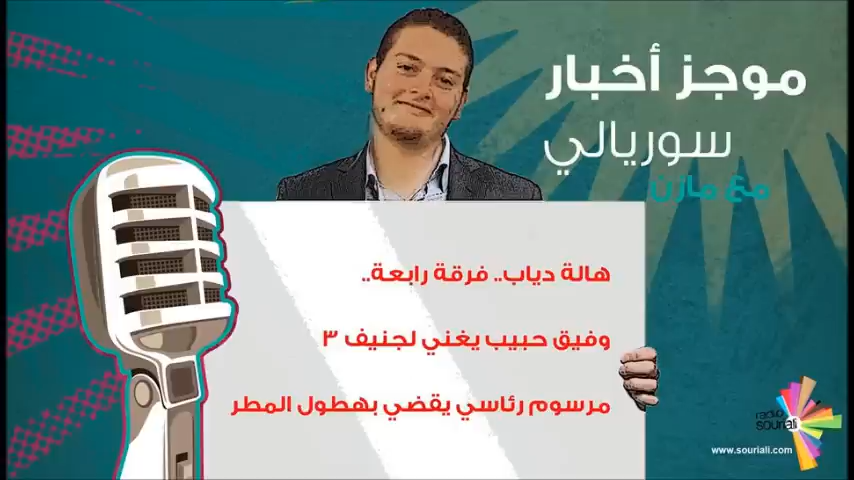 موجز أخبار
سوريالي
مع مازن
هالة دياب.. فرقة رابعة..
وفيق حبيب يغني لجنيف ٣
مرسوم رئاسي يقضي بهطول المطر
radio
souriali
www.souriali.com